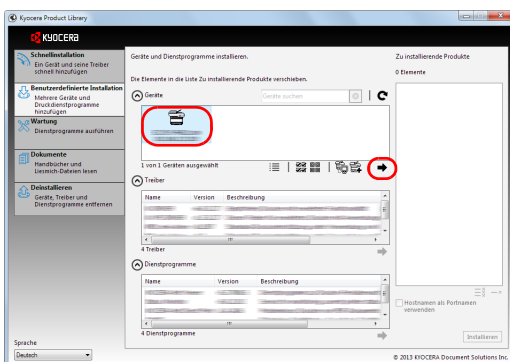 Kyocera Product Library
KYOCERA
Schnellinstallation
Ein Gerät und seine Treiber
schnell hinzufügen
Benutzerdefinierte Installation
Mehrere Geräte und
Druckdienstprogramme
hinzufügen
Wartung
Dienstprogramme ausführen
Dokumente
Handbücher und
Liesmich-Dateien lesen
Deinstallieren
Geräte, Treiber und
Dienstprogramme entfernen
Sprache
Deutsch
Geräte und Dienstprogramme installieren.
Die Elemente in die Liste Zu installierende Produkte verschieben.
Geräte
Geräte suchen
1 von 1 Geräten ausgewählt
Treiber
Name Version Beschreibung
4 Treiber
Dienstprogramme
Name Version Beschreibung
4 Dienstprogramme
Zu installierende Produkte
0 Elemente
Hostnamen als Portnamen
verwenden
Installieren
© 2013 KYOCERA Document Solutions Inc.